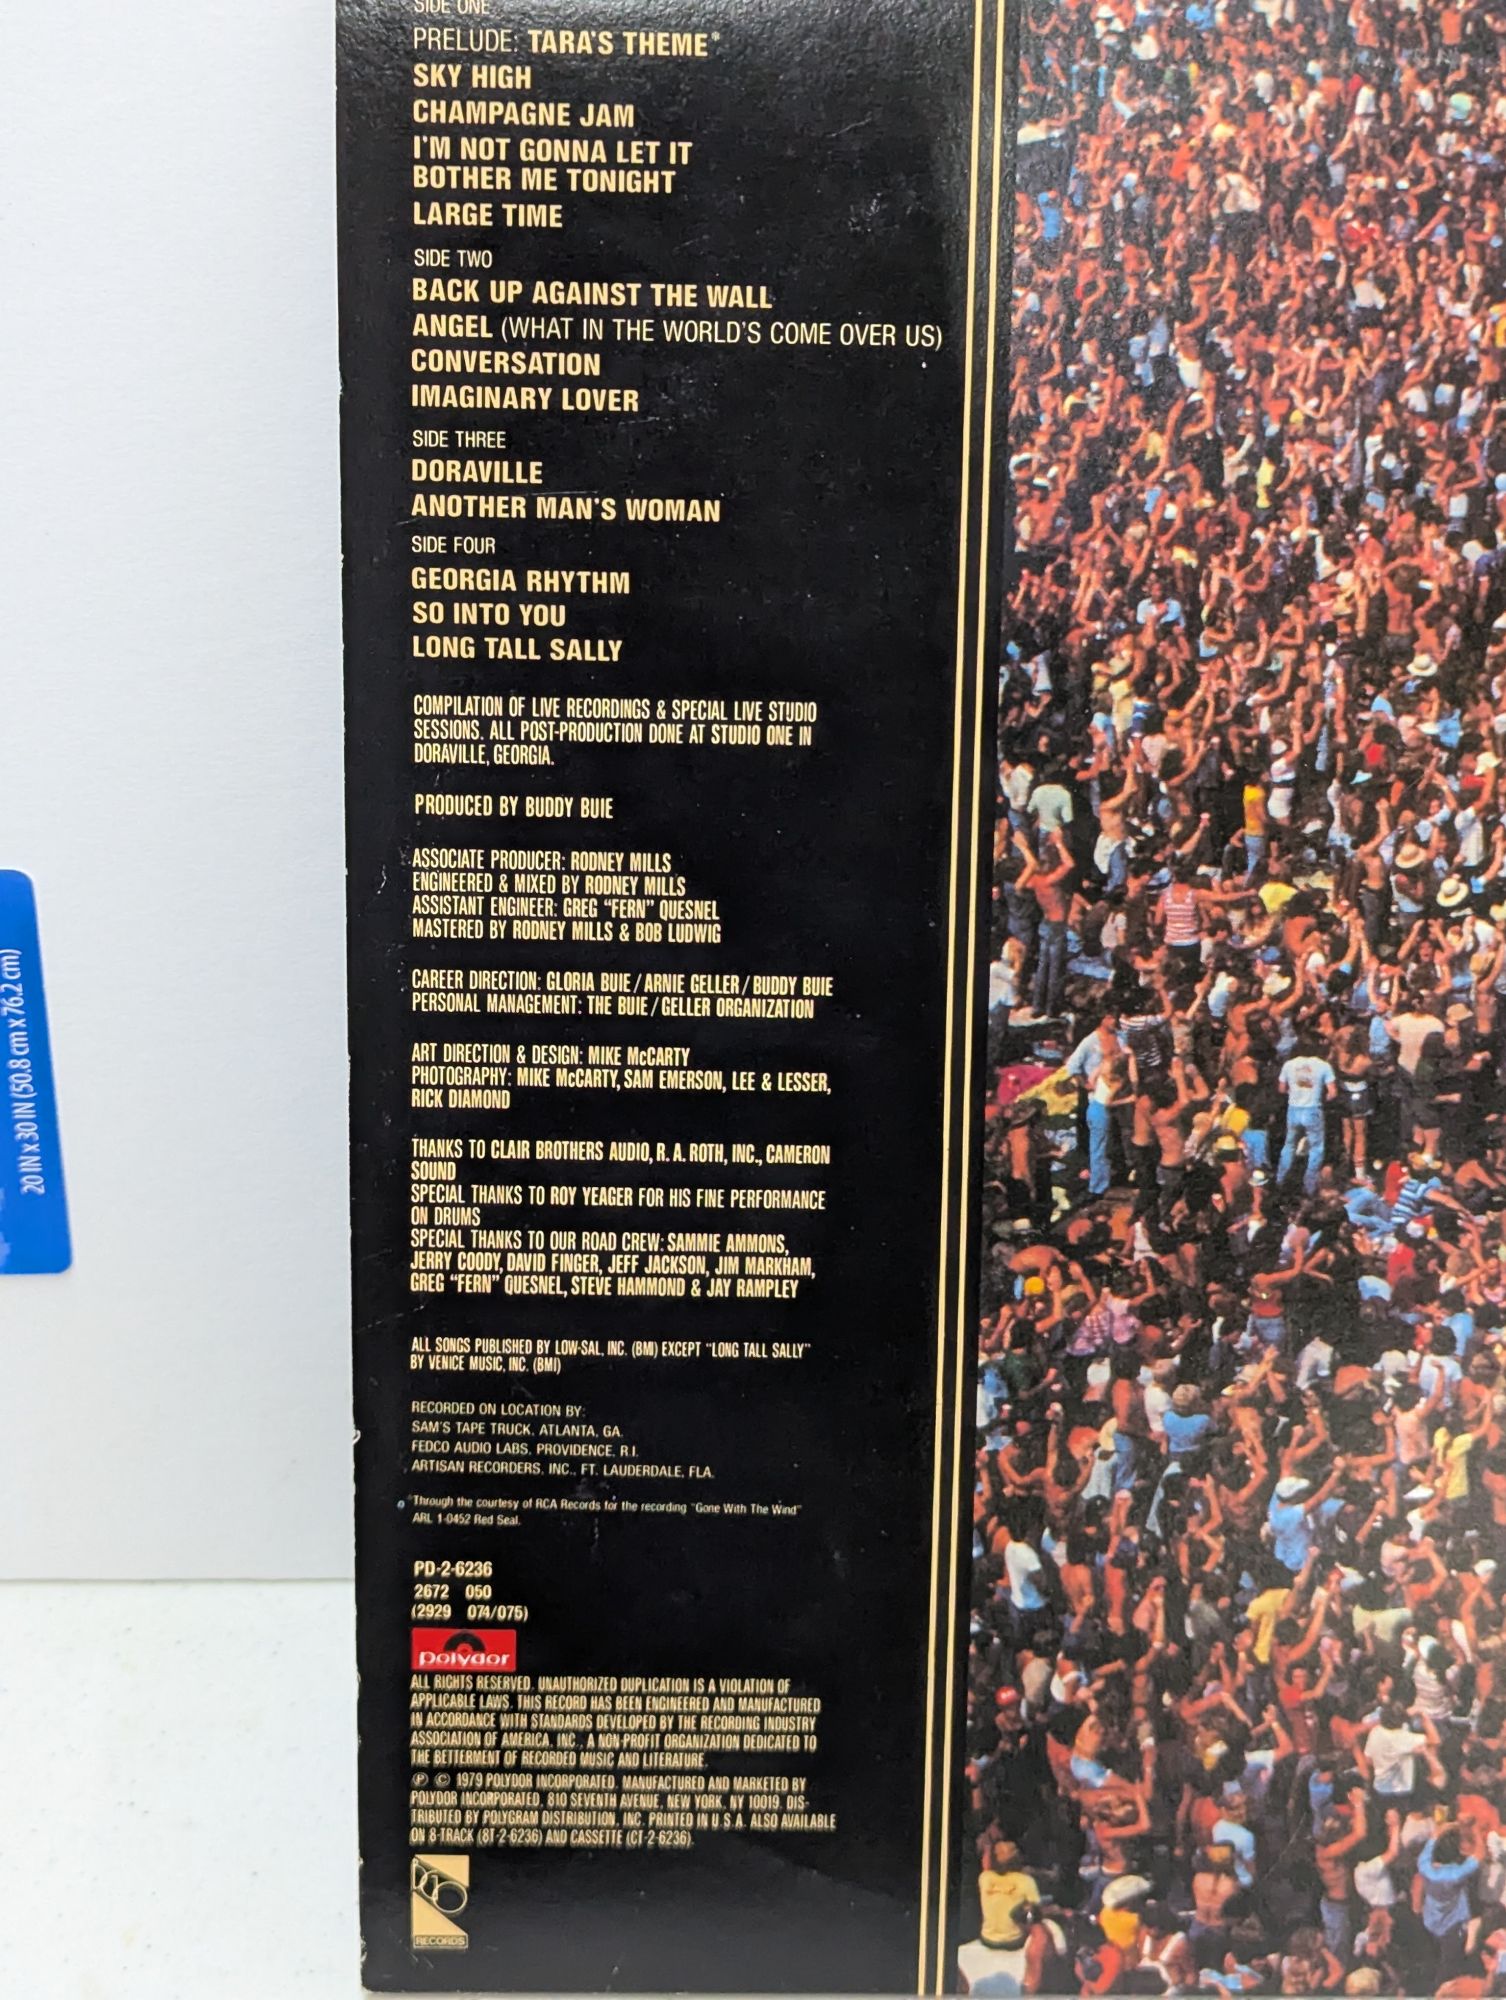 SIDE ONE
PRELUDE: TARA'S THEME*
SKY HIGH
CHAMPAGNE JAM
I'M NOT GONNA LET IT
BOTHER ME TONIGHT
LARGE TIME
SIDE TWO
BACK UP AGAINST THE WALL
ANGEL (WHAT IN THE WORLD'S COME OVER US)
CONVERSATION
IMAGINARY LOVER
SIDE THREE
DORAVILLE
ANOTHER MAN'S WOMAN
SIDE FOUR
GEORGIA RHYTHM
SO INTO YOU
LONG TALL SALLY
COMPILATION OF LIVE RECORDINGS & SPECIAL LIVE STUDIO
SESSIONS. ALL POST-PRODUCTION DONE AT STUDIO ONE IN
DORAVILLE, GEORGIA.
PRODUCED BY BUDDY BUIE
ASSOCIATE PRODUCER: RODNEY MILLS
ENGINEERED & MIXED BY RODNEY MILLS
ASSISTANT ENGINEER: GREG “FERN” QUESNEL
MASTERED BY RODNEY MILLS & BOB LUDWIG
CAREER DIRECTION: GLORIA BUIE / ARNIE GELLER / BUDDY BUIE
PERSONAL MANAGEMENT: THE BUIE / GELLER ORGANIZATION
ART DIRECTION & DESIGN: MIKE McCARTY
PHOTOGRAPHY: MIKE McCARTY, SAM EMERSON, LEE & LESSER,
RICK DIAMOND
THANKS TO CLAIR BROTHERS AUDIO, R. A. ROTH, INC., CAMERON
SOUND
SPECIAL THANKS TO ROY YEAGER FOR HIS FINE PERFORMANCE
ON DRUMS
SPECIAL THANKS TO OUR ROAD CREW: SAMMIE AMMONS,
JERRY COODY, DAVID FINGER, JEFF JACKSON, JIM MARKHAM,
GREG “FERN” QUESNEL, STEVE HAMMOND & JAY RAMPLEY
ALL SONGS PUBLISHED BY LOW-SAL, INC. (BMI) EXCEPT “LONG TALL SALLY”
BY VENICE MUSIC, INC. (BMI)
RECORDED ON LOCATION BY:
SAM'S TAPE TRUCK, ATLANTA, GA.
FEDCO AUDIO LABS, PROVIDENCE, R.I.
ARTISAN RECORDERS, INC., FT. LAUDERDALE, FLA.
*Through the courtesy of RCA Records for the recording “Gone With The Wind”
ARL 1-0452 Red Seal.
PD-2-6236
2672 050
(2929 074/075)
polydor
ALL RIGHTS RESERVED. UNAUTHORIZED DUPLICATION IS A VIOLATION OF
APPLICABLE LAWS. THIS RECORD HAS BEEN ENGINEERED AND MANUFACTURED
IN ACCORDANCE WITH STANDARDS DEVELOPED BY THE RECORDING INDUSTRY
ASSOCIATION OF AMERICA, INC., A NON-PROFIT ORGANIZATION DEDICATED TO
THE BETTERMENT OF RECORDED MUSIC AND LITERATURE.
Ⓟ © 1979 POLYDOR INCORPORATED. MANUFACTURED AND MARKETED BY
POLYDOR INCORPORATED, 810 SEVENTH AVENUE, NEW YORK, NY 10019. DIS-
TRIBUTED BY POLYGRAM DISTRIBUTION, INC. PRINTED IN U.S.A. ALSO AVAILABLE
ON 8-TRACK (8T-2-6236) AND CASSETTE (CT-2-6236).
RECORDS
20 IN x 30 IN (50.8 cm x 76.2 cm)